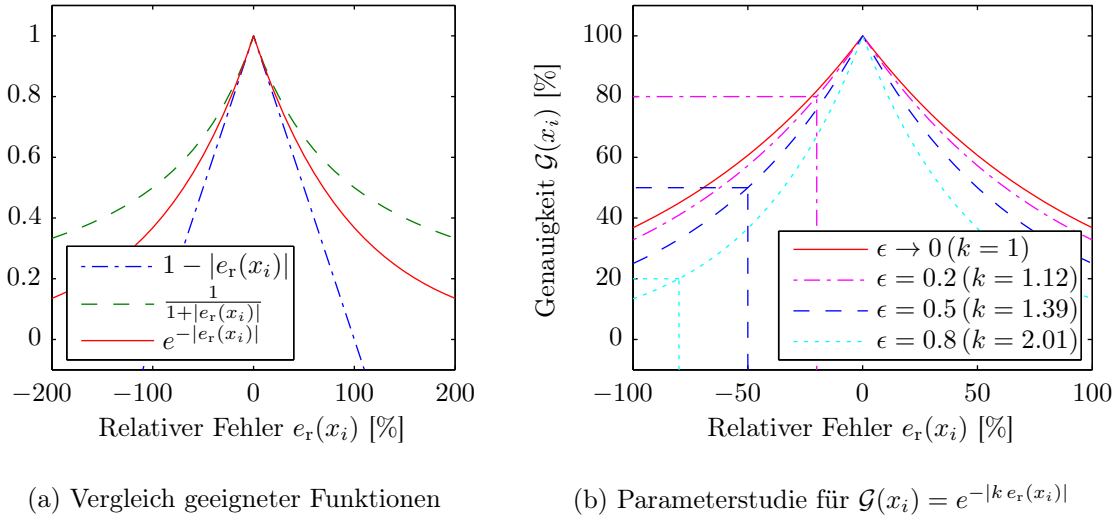 1
0.8
0.6
0.4
0.2
0
−200 −100 0 100 200
1 − |e_r(x_i)|
1/(1+|e_r(x_i)|)
e^{−|e_r(x_i)|}
Relativer Fehler e_r(x_i) [%]
(a) Vergleich geeigneter Funktionen
Genauigkeit 𝒢(x_i) [%]
100
80
60
40
20
0
−100 −50 0 50 100
ϵ → 0 (k = 1)
ϵ = 0.2 (k = 1.12)
ϵ = 0.5 (k = 1.39)
ϵ = 0.8 (k = 2.01)
Relativer Fehler e_r(x_i) [%]
(b) Parameterstudie für 𝒢(x_i) = e^{−|k e_r(x_i)|}